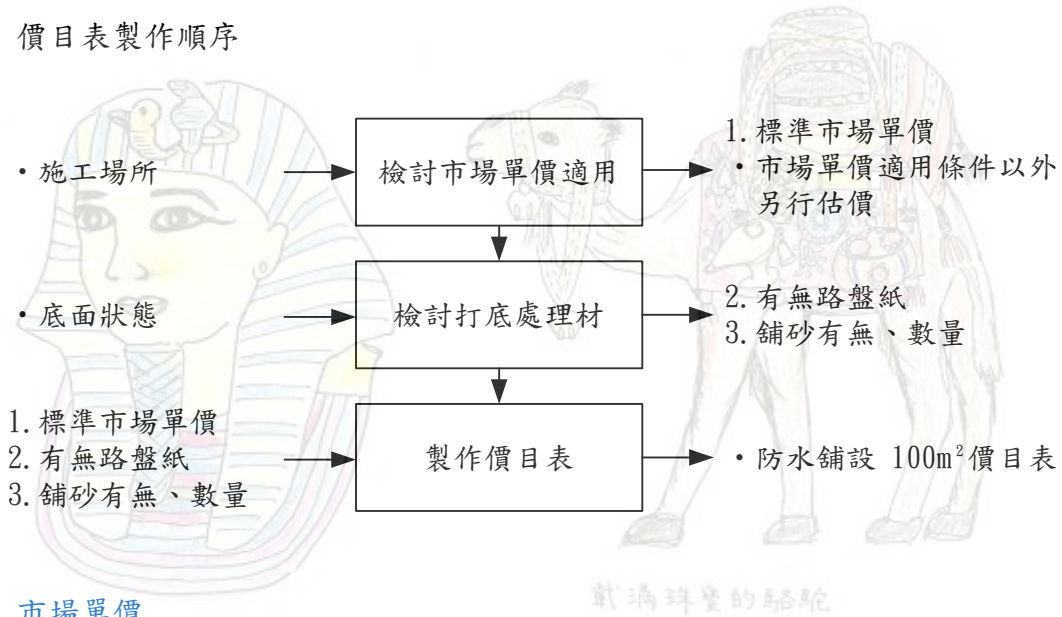 價目表製作順序
・施工場所
檢討市場單價適用
1.標準市場單價
・市場單價適用條件以外
另行估價
・底面狀態
檢討打底處理材
2.有無路盤紙
3.舖砂有無、數量
1.標準市場單價
2.有無路盤紙
3.舖砂有無、數量
製作價目表
・防水舖設 100m²價目表
載滿珠寶的駱駝
市場單價